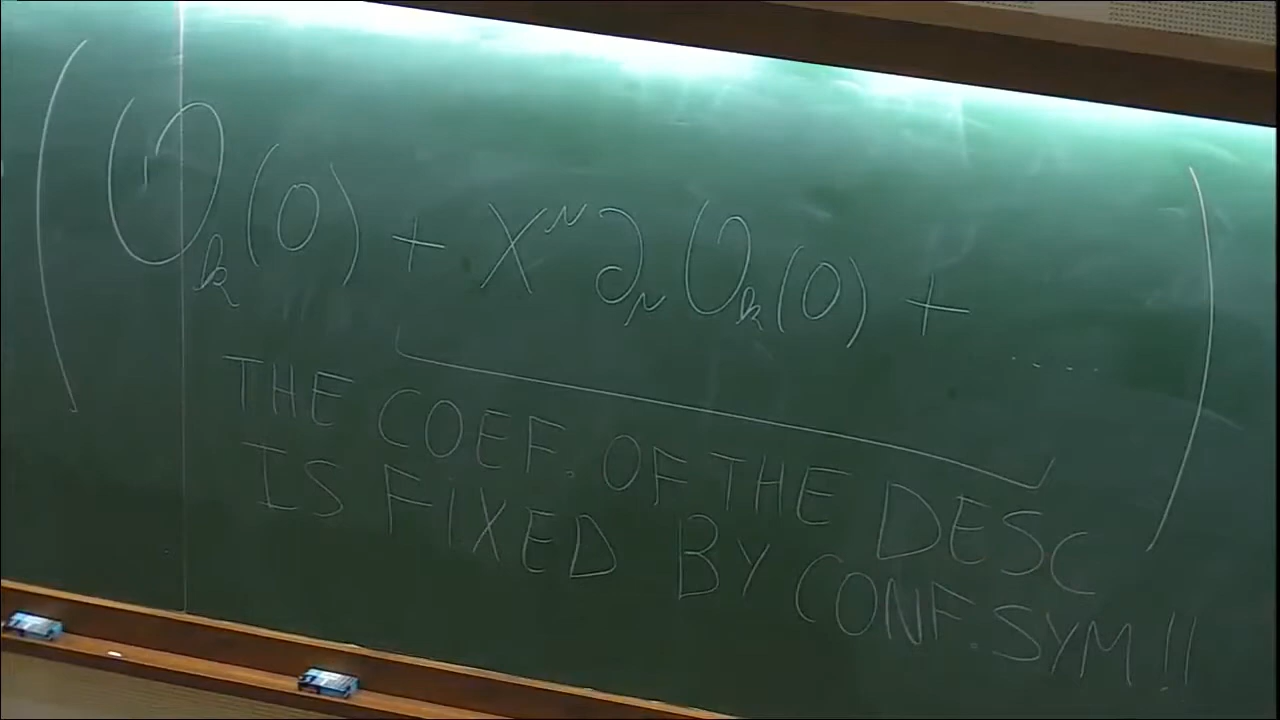 ( O_k(0) + x^μ ∂_μ O_k(0) + .... )
THE COEF. OF THE DESC
IS FIXED BY CONF. SYM!!